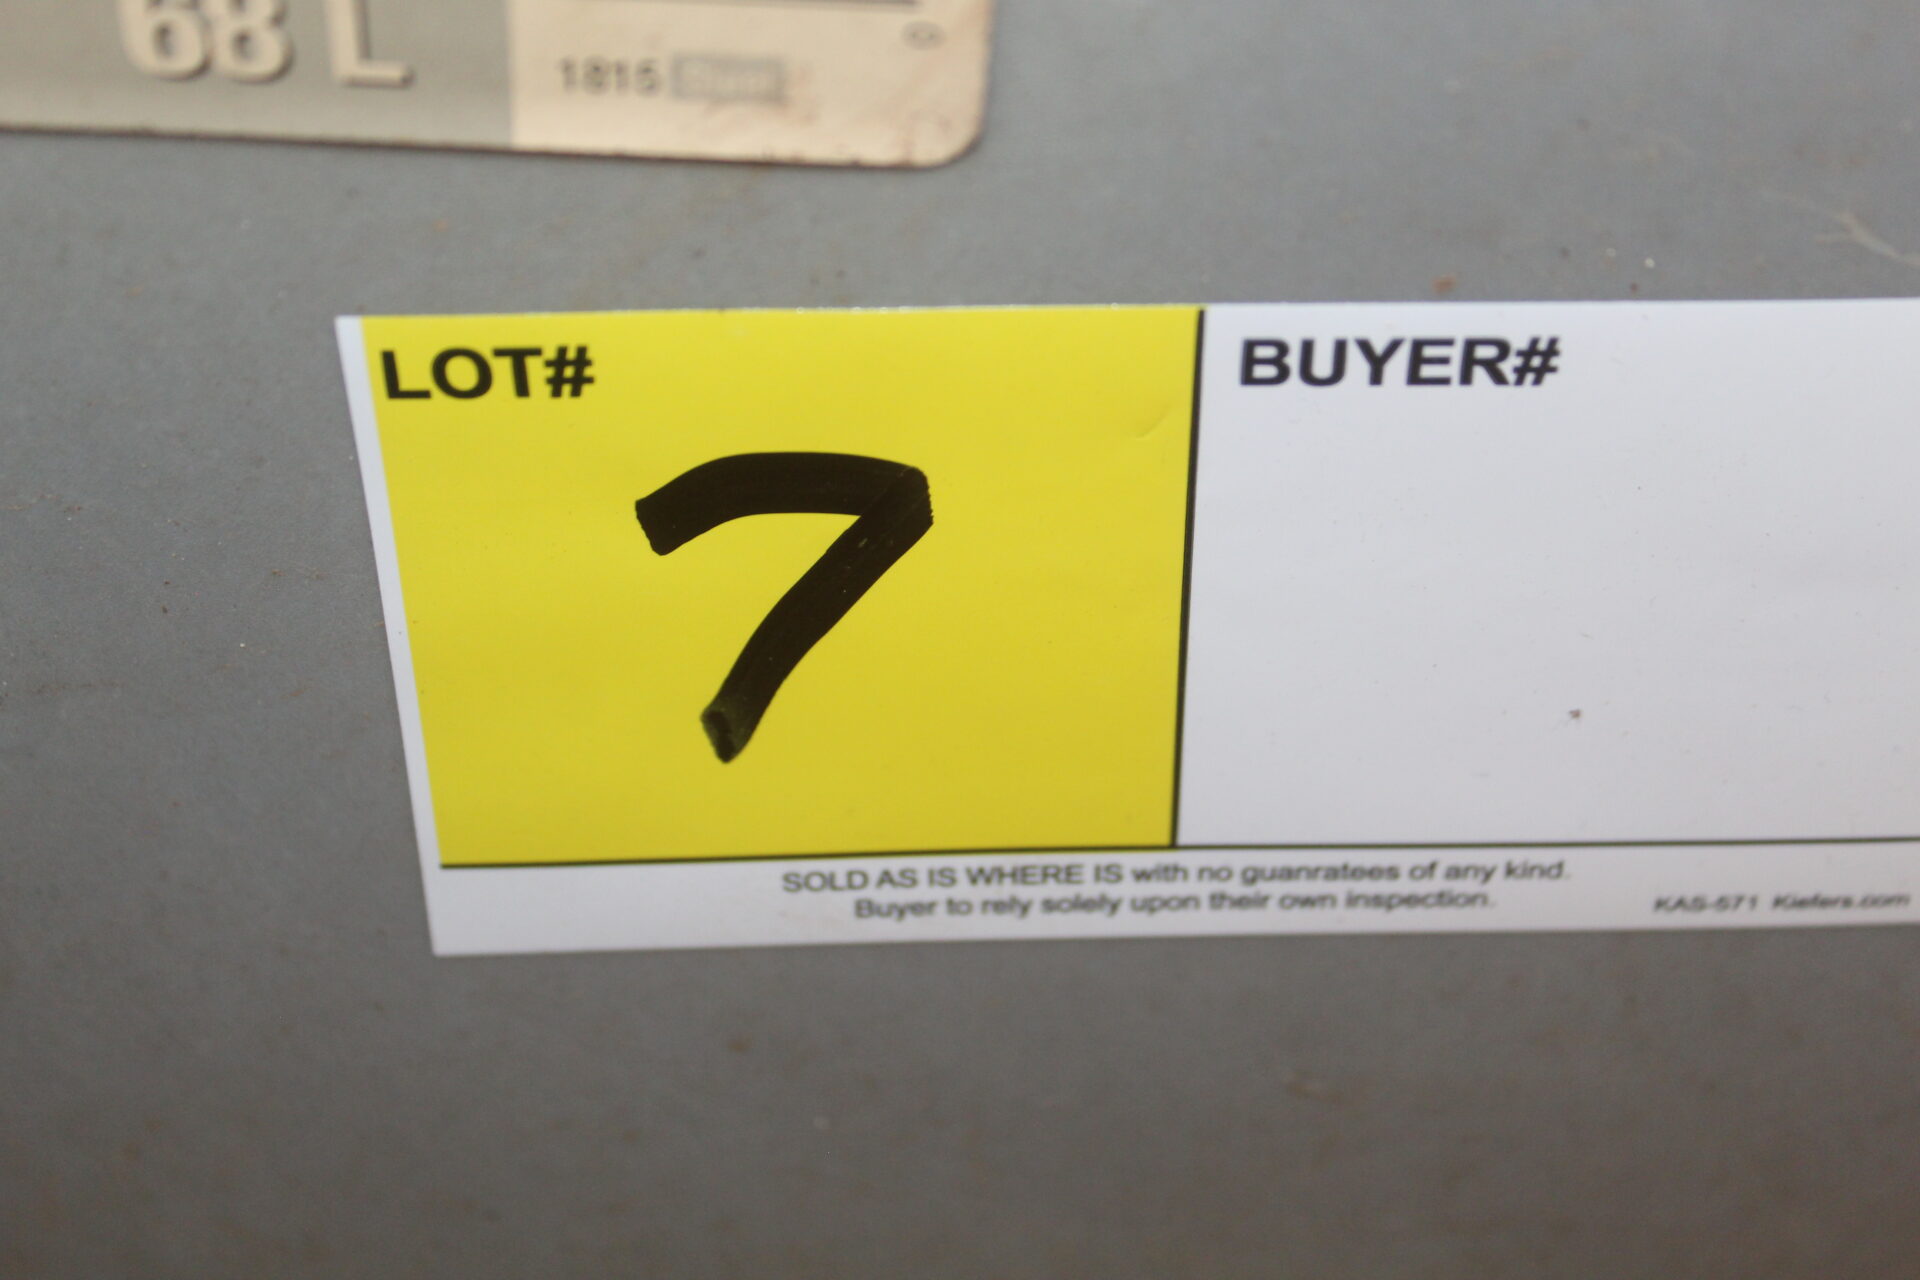 68 L
1815
LOT#
BUYER#
7
SOLD AS IS WHERE IS with no guanratees of any kind.
Buyer to rely solely upon their own inspection.
KAS-571 Kiefers.com